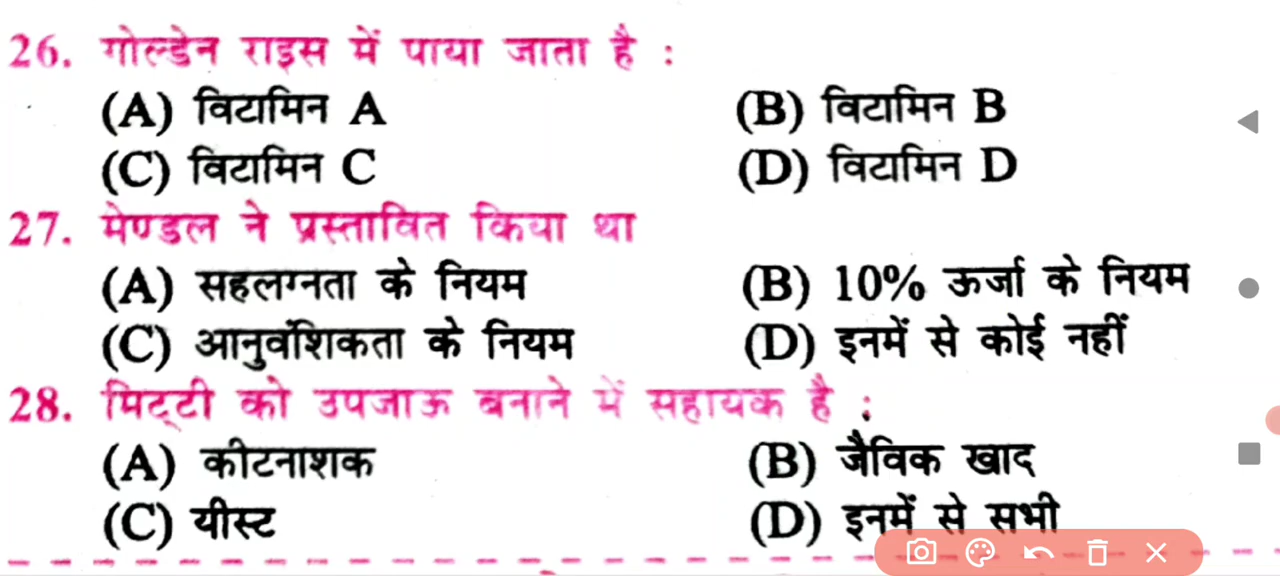 26. गोल्डेन राइस में पाया जाता है :
(A) विटामिन A (B) विटामिन B
(C) विटामिन C (D) विटामिन D
27. मेण्डल ने प्रस्तावित किया था
(A) सहलग्नता के नियम (B) 10% ऊर्जा के नियम
(C) आनुवंशिकता के नियम (D) इनमें से कोई नहीं
28. मिट्टी को उपजाऊ बनाने में सहायक है :
(A) कीटनाशक (B) जैविक खाद
(C) यीस्ट (D) इनमें से सभी